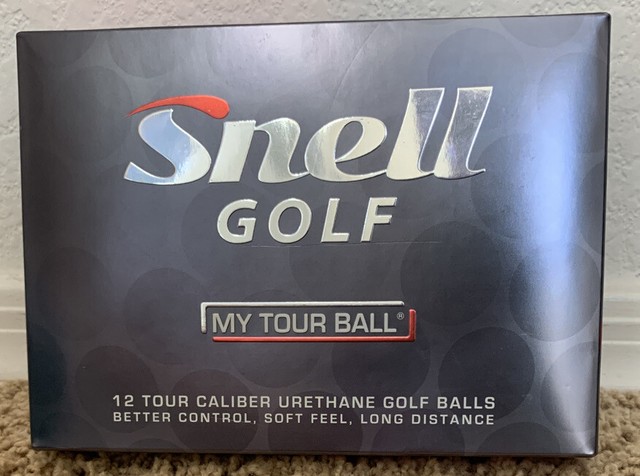 Snell
GOLF
MY TOUR BALL®
12 TOUR CALIBER URETHANE GOLF BALLS
BETTER CONTROL, SOFT FEEL, LONG DISTANCE